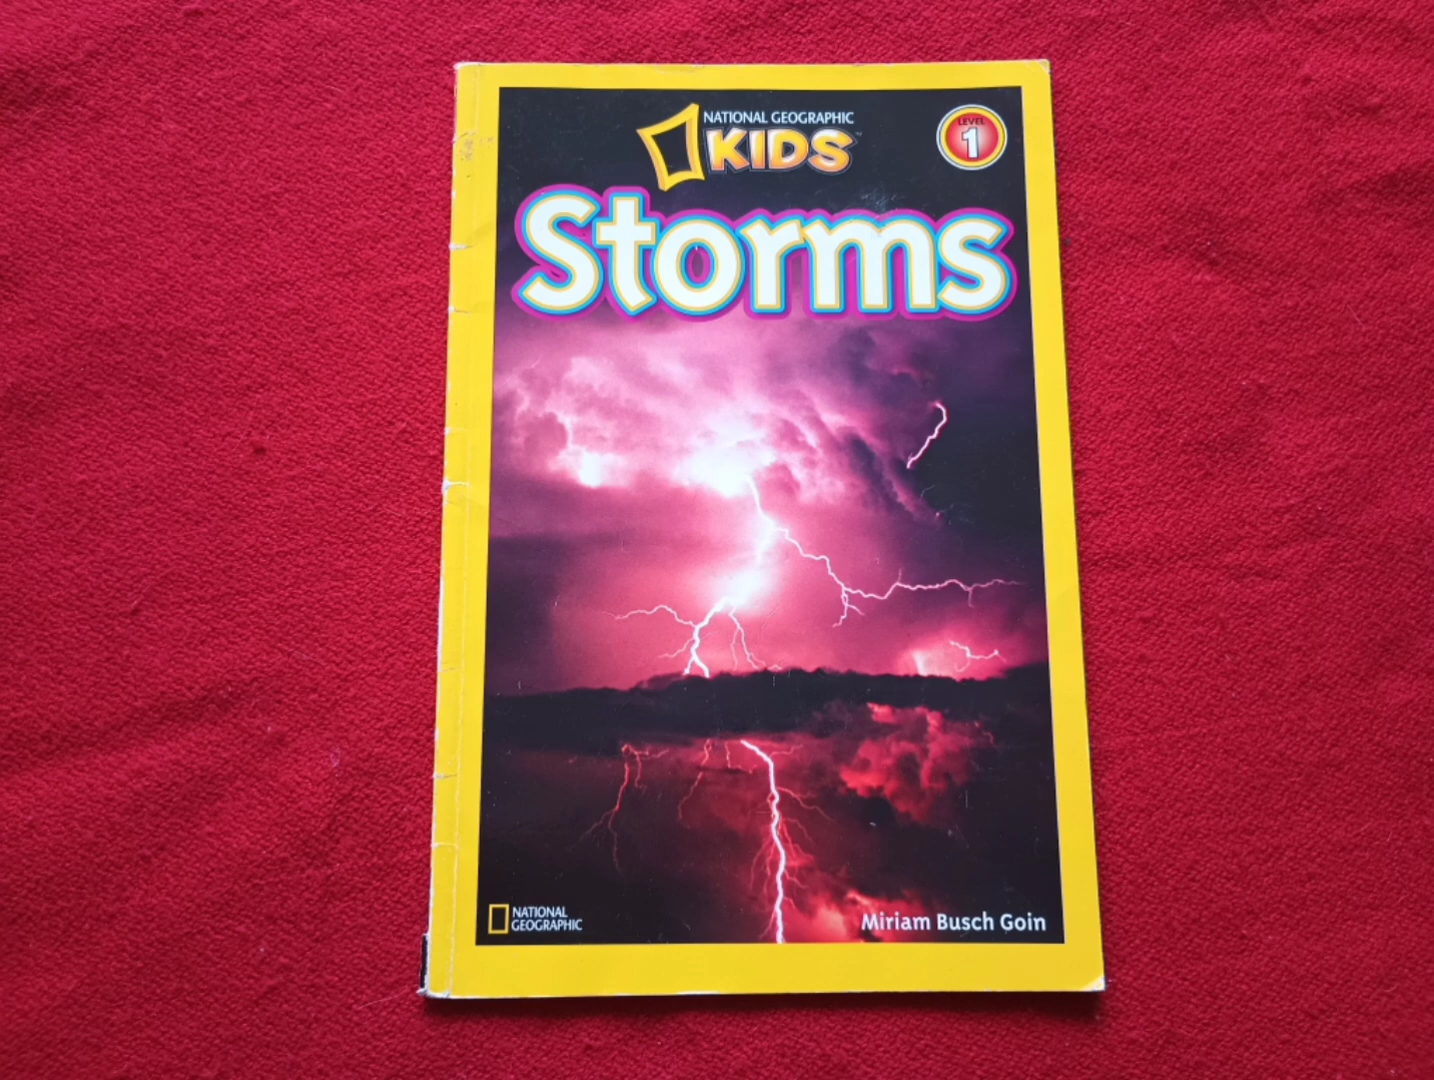 NATIONAL GEOGRAPHIC
KIDS
LEVEL
1
Storms
NATIONAL
GEOGRAPHIC
Miriam Busch Goin